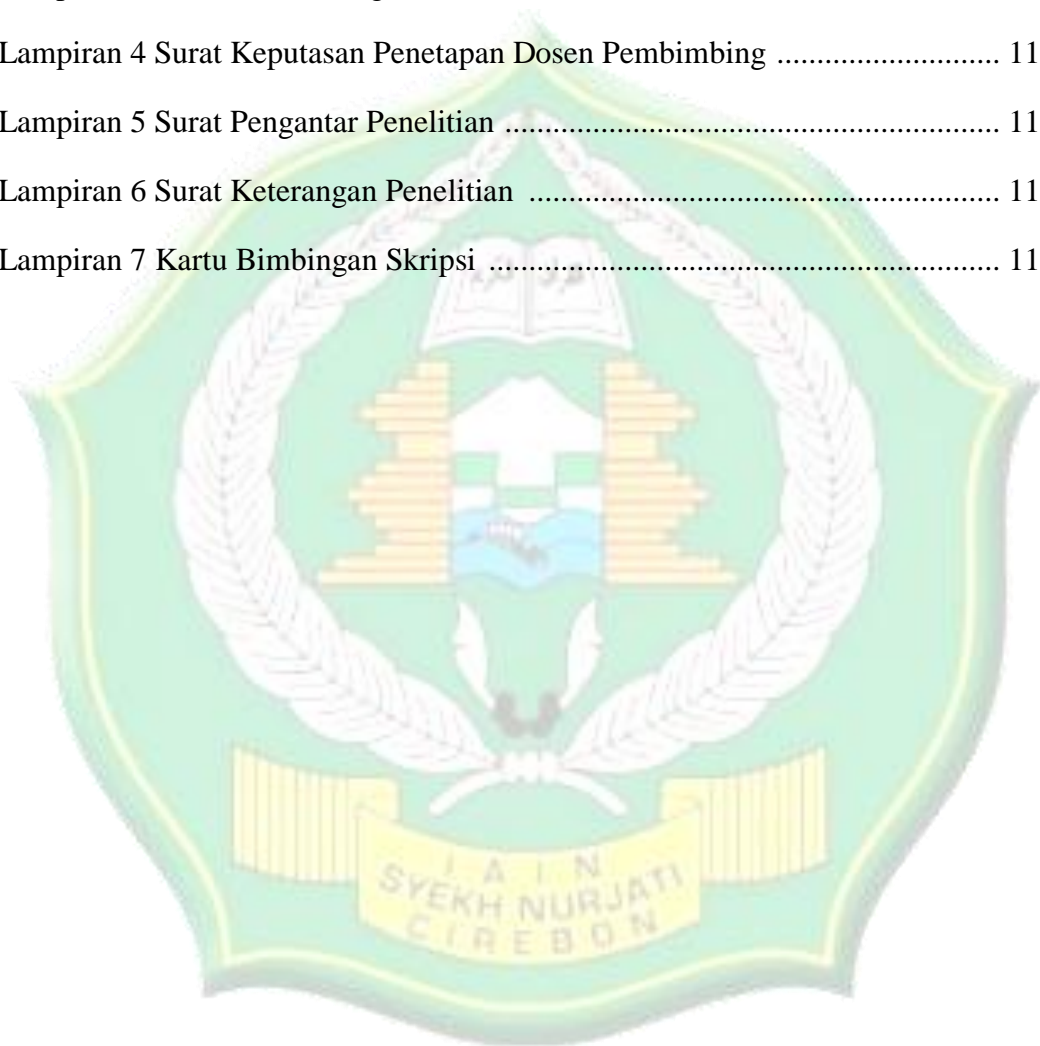 Lampiran 4 Surat Keputasan Penetapan Dosen Pembimbing ........................... 11
Lampiran 5 Surat Pengantar Penelitian ............................................................ 11
Lampiran 6 Surat Keterangan Penelitian ......................................................... 11
Lampiran 7 Kartu Bimbingan Skripsi .............................................................. 11
IAIN
SYEKH NURJATI
CIREBON